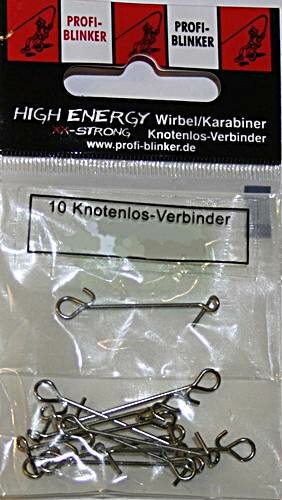 PROFI-
BLINKER
PROFI-
BLINKER
HIGH ENERGY Wirbel/Karabiner
XX-STRONG Knotenlos-Verbinder
www.profi-blinker.de
10 Knotenlos-Verbinder